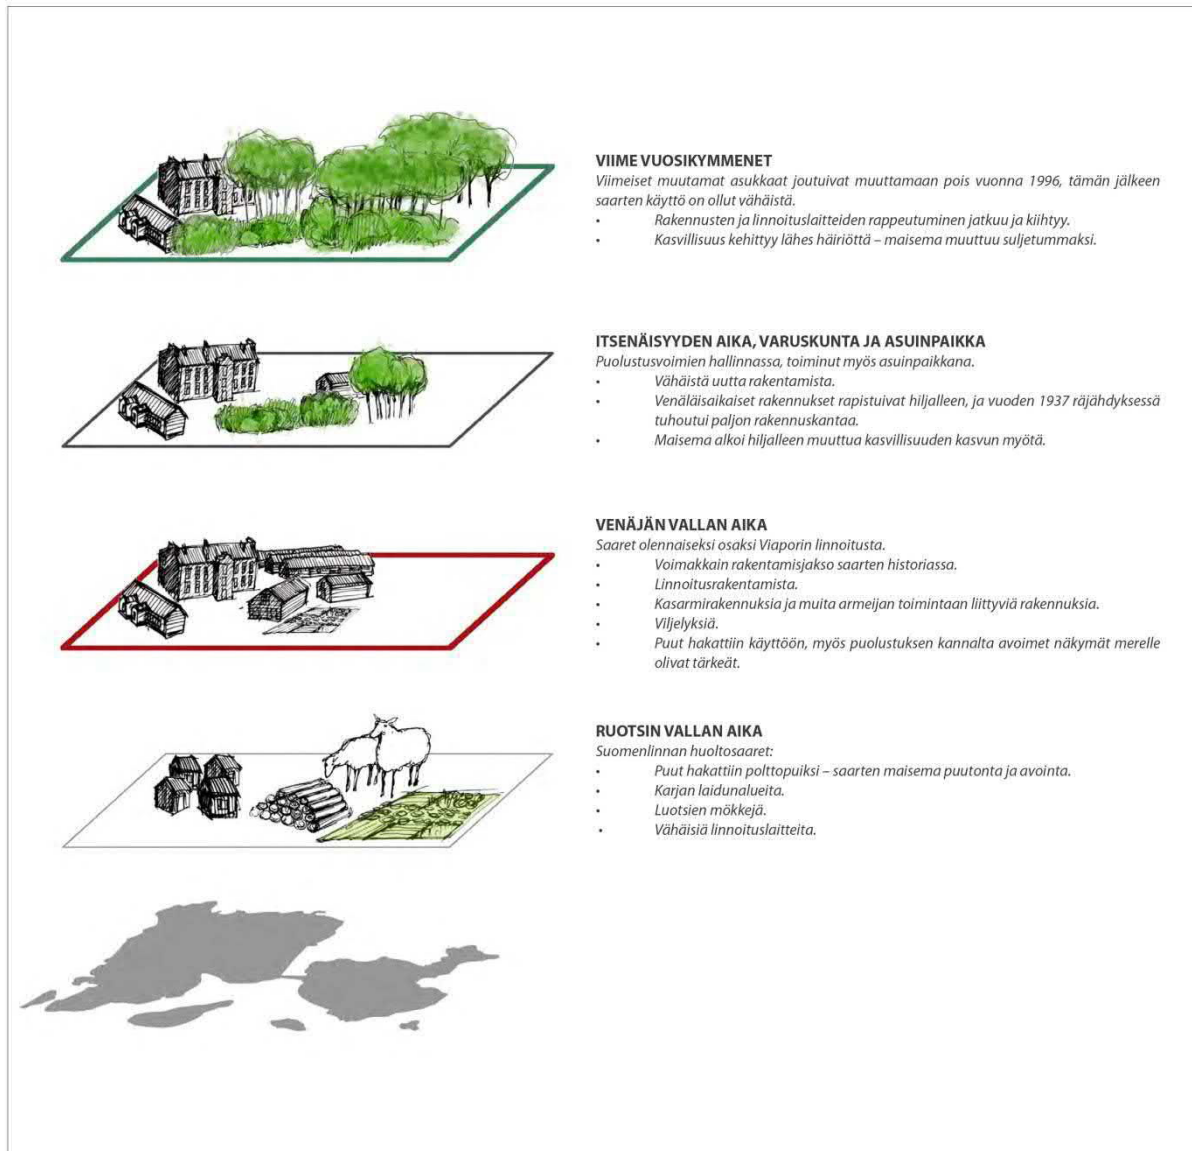 VIIME VUOSIKYMMENET
Viimeiset muutamat asukkaat joutuivat muuttamaan pois vuonna 1996, tämän jälkeen
saarten käyttö on ollut vähäistä.
• Rakennusten ja linnoituslaitteiden rappeutuminen jatkuu ja kiihtyy.
• Kasvillisuus kehittyy lähes häiriöttä – maisema muuttuu suljetummaksi.
ITSENÄISYYDEN AIKA, VARUSKUNTA JA ASUINPAIKKA
Puolustusvoimien hallinnassa, toiminut myös asuinpaikkana.
• Vähäistä uutta rakentamista.
• Venäläisaikaiset rakennukset rapistuivat hiljalleen, ja vuoden 1937 räjähdyksessä
tuhoutui paljon rakennuskantaa.
• Maisema alkoi hiljalleen muuttua kasvillisuuden kasvun myötä.
VENÄJÄN VALLAN AIKA
Saaret olennaiseksi osaksi Viaporin linnoitusta.
• Voimakkain rakentamisjakso saarten historiassa.
• Linnoitusrakentamista.
• Kasarmirakennuksia ja muita armeijan toimintaan liittyviä rakennuksia.
• Viljelyksiä.
• Puut hakattiin käyttöön, myös puolustuksen kannalta avoimet näkymät merelle
olivat tärkeät.
RUOTSIN VALLAN AIKA
Suomenlinnan huoltosaaret:
• Puut hakattiin polttopuiksi – saarten maisema puutonta ja avointa.
• Karjan laidunalueita.
• Luotsien mökkejä.
• Vähäisiä linnoituslaitteita.